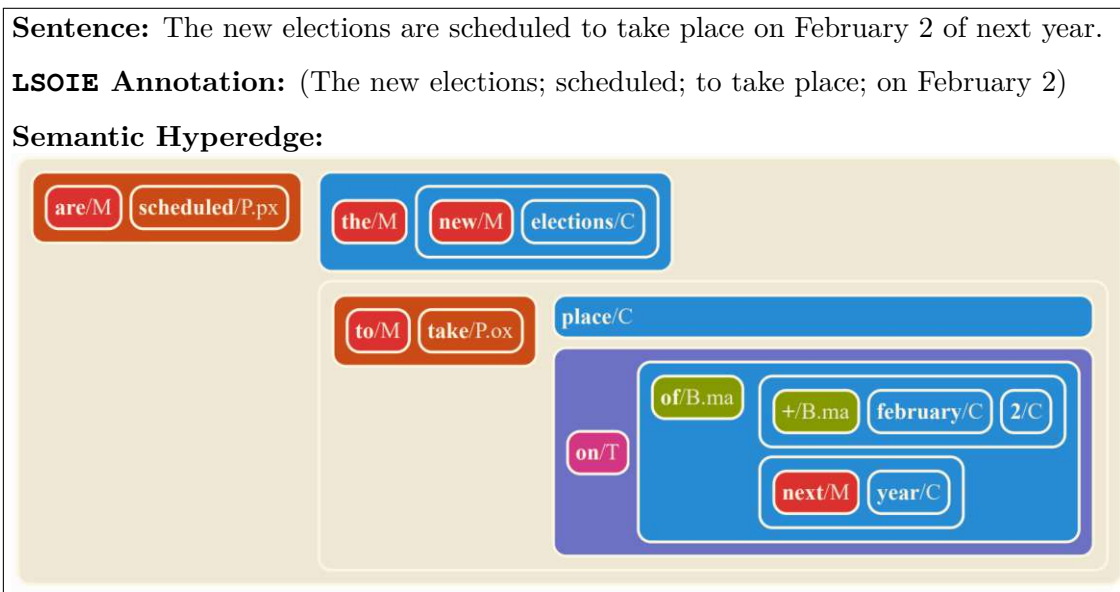 Sentence: The new elections are scheduled to take place on February 2 of next year.
LSOIE Annotation: (The new elections; scheduled; to take place; on February 2)
Semantic Hyperedge:
are/M scheduled/P.px the/M new/M elections/C
to/M take/P.ox place/C
on/T of/B.ma +/B.ma february/C 2/C
next/M year/C